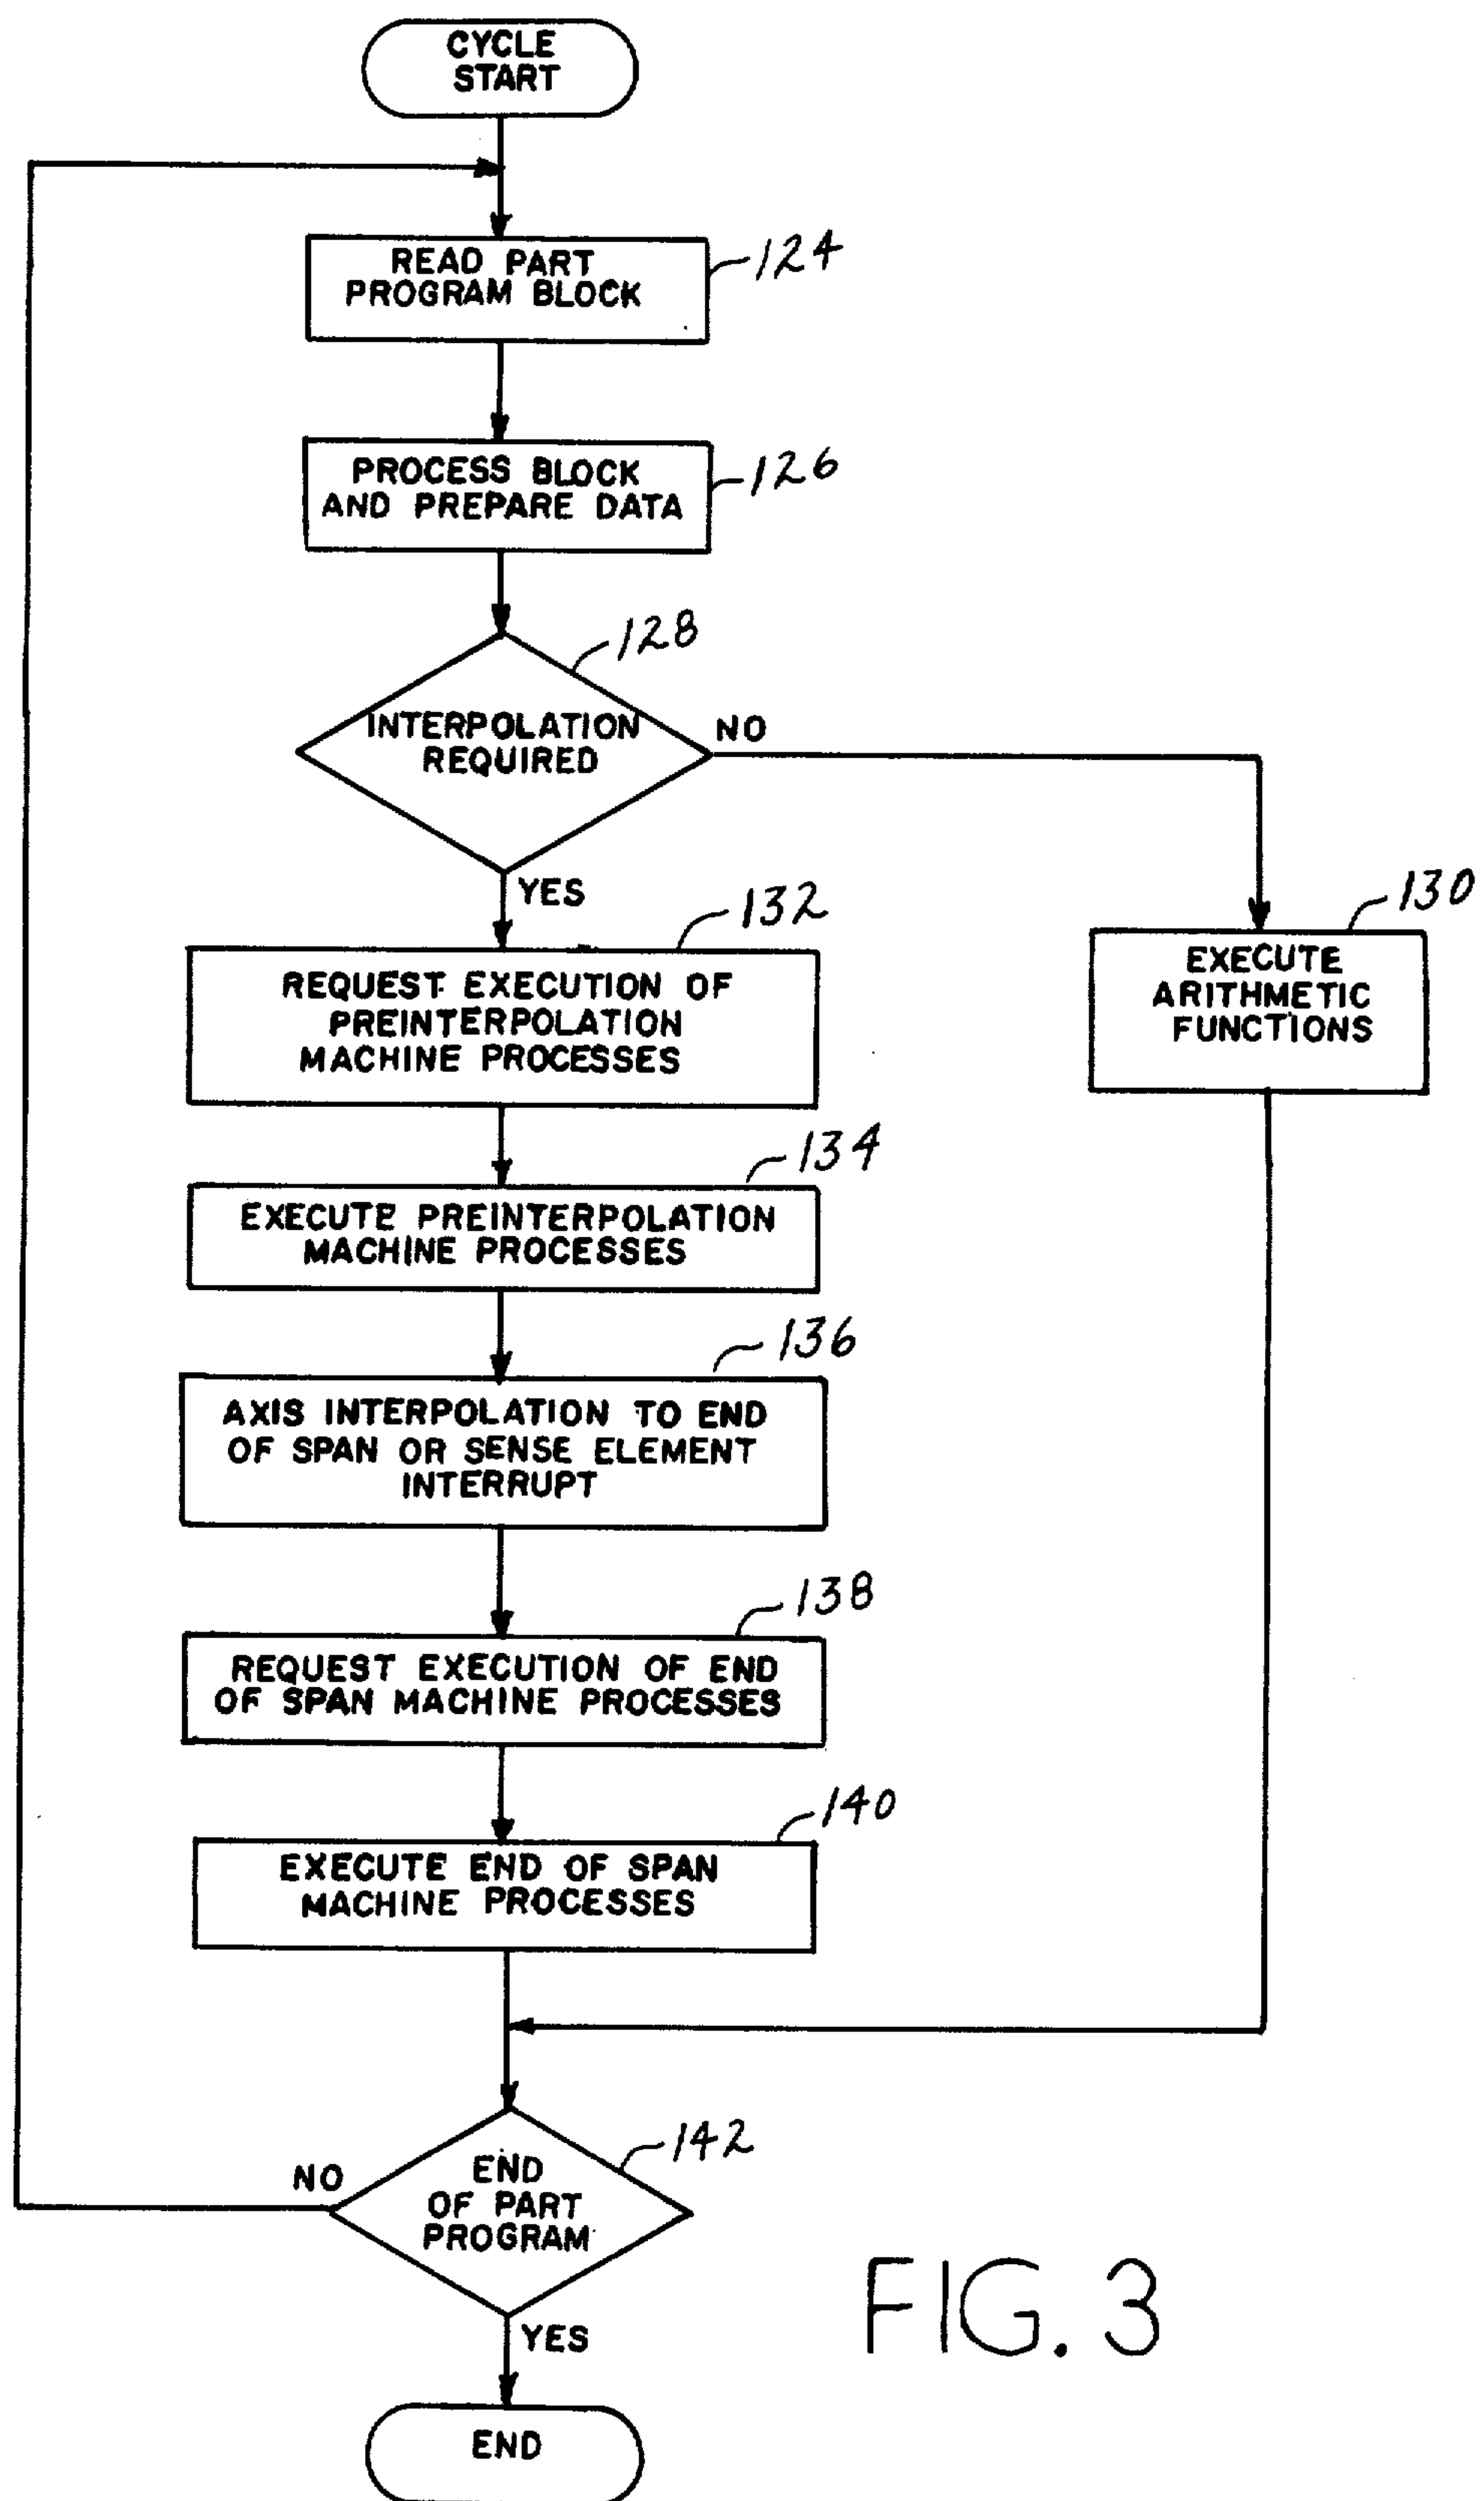 CYCLE
START
READ PART
PROGRAM BLOCK
124
PROCESS BLOCK
AND PREPARE DATA
126
128
INTERPOLATION
REQUIRED
NO
YES
132
130
REQUEST EXECUTION OF
PREINTERPOLATION
MACHINE PROCESSES
EXECUTE
ARITHMETIC
FUNCTIONS
134
EXECUTE PREINTERPOLATION
MACHINE PROCESSES
136
AXIS INTERPOLATION TO END
OF SPAN OR SENSE ELEMENT
INTERRUPT
138
REQUEST EXECUTION OF END
OF SPAN MACHINE PROCESSES
140
EXECUTE END OF SPAN
MACHINE PROCESSES
142
NO
END
OF PART
PROGRAM
YES
FIG. 3
END